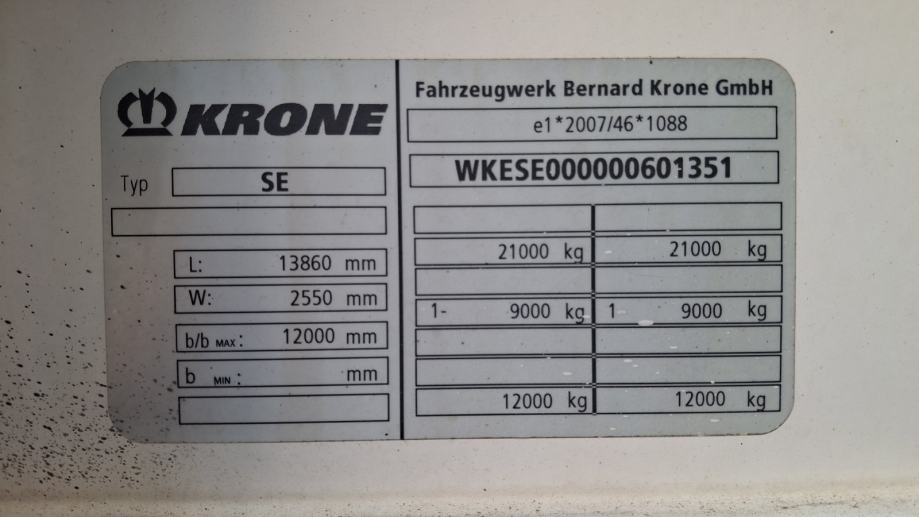 KRONE
Typ SE
L: 13860 mm
W: 2550 mm
b/b MAX: 12000 mm
b MIN: mm
Fahrzeugwerk Bernard Krone GmbH
e1*2007/46*1088
WKESE000000601351
21000 kg 21000 kg
1- 9000 kg 1 9000 kg
12000 kg 12000 kg